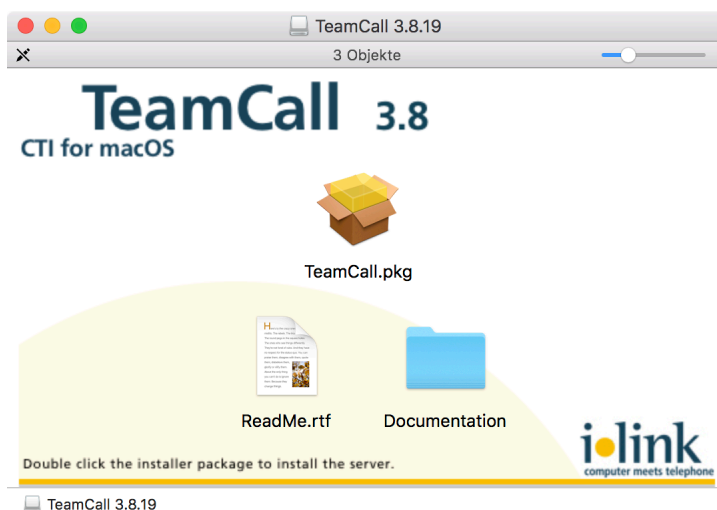 TeamCall 3.8.19
3 Objekte
TeamCall 3.8
CTI for macOS
TeamCall.pkg
ReadMe.rtf
Documentation
i•link
computer meets telephone
Double click the installer package to install the server.
TeamCall 3.8.19